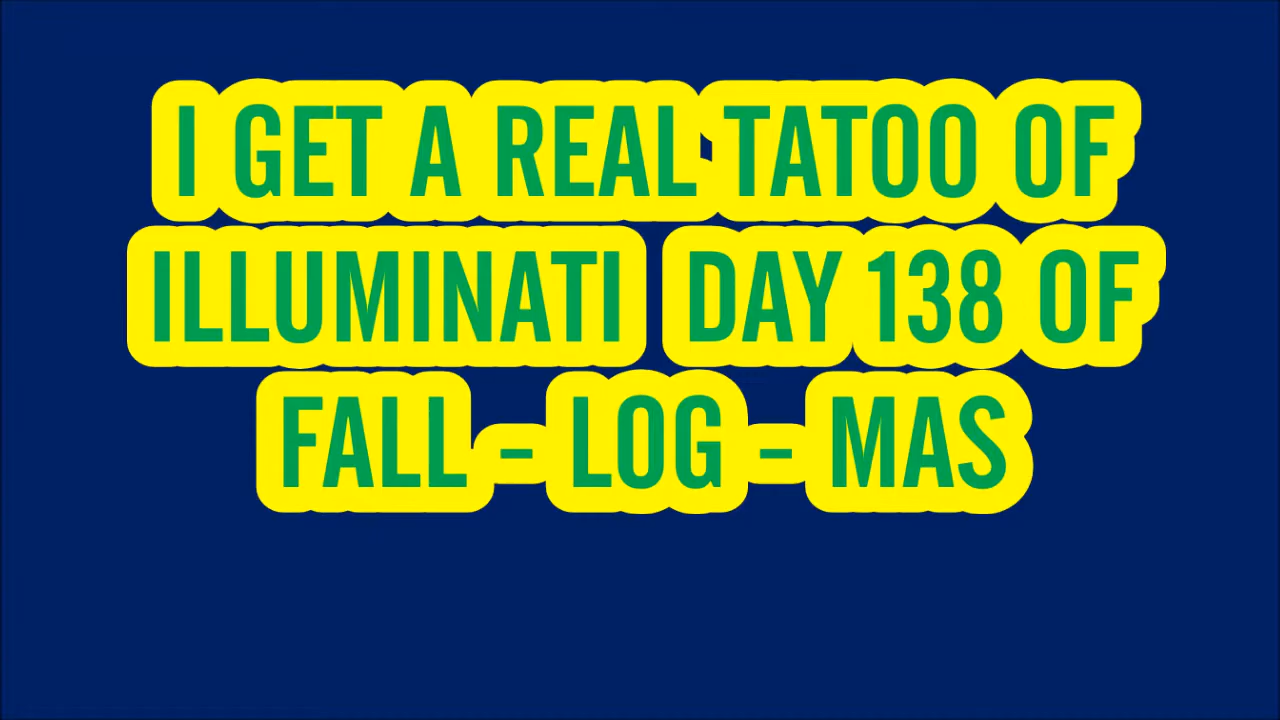 I GET A REAL TATOO OF
ILLUMINATI  DAY 138 OF
FALL - LOG - MAS